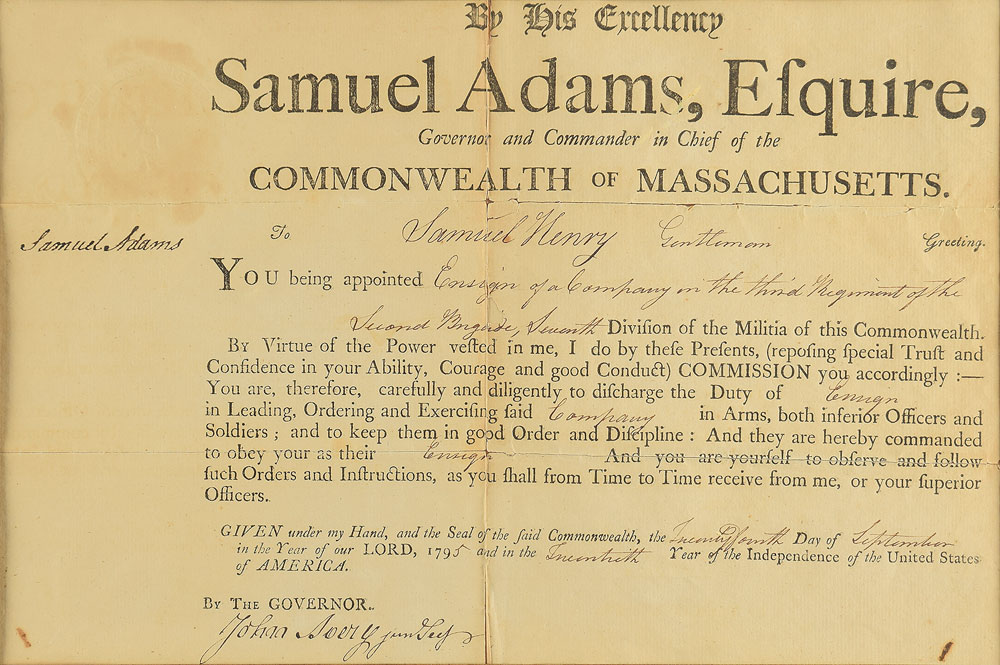 By His Excellency
Samuel Adams, Eſquire,
Governor and Commander in Chief of the
COMMONWEALTH OF MASSACHUSETTS.
Samuel Adams To Samuel Henry Gentleman Greeting.
YOU being appointed Ensign of a Company in the third Regiment of the
Second Brigade, Seventh Diviſion of the Militia of this Commonwealth.
By Virtue of the Power veſted in me, I do by theſe Preſents, (repoſing ſpecial Truſt and
Confidence in your Ability, Courage and good Conduct) COMMISSION you accordingly :—
You are, therefore, carefully and diligently to diſcharge the Duty of Ensign
in Leading, Ordering and Exerciſing ſaid Company in Arms, both inferior Officers and
Soldiers ; and to keep them in good Order and Diſcipline : And they are hereby commanded
to obey your as their Ensign And you are yourſelf to obſerve and follow
ſuch Orders and Inſtructions, as you ſhall from Time to Time receive from me, or your ſuperior
Officers.
GIVEN under my Hand, and the Seal of the ſaid Commonwealth, the Twenty fourth Day of September
in the Year of our LORD, 1795 and in the Twentieth Year of the Independence of the United States
of AMERICA.
BY THE GOVERNOR.
John Avery junr Secy